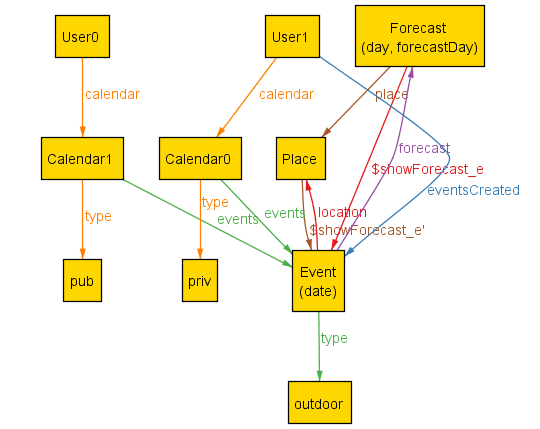 User0
User1
Forecast
(day, forecastDay)
calendar
calendar
place
Calendar1
Calendar0
Place
forecast
$showForecast_e
eventsCreated
type
type
events
events
location
$showForecast_e'
pub
priv
Event
(date)
type
outdoor